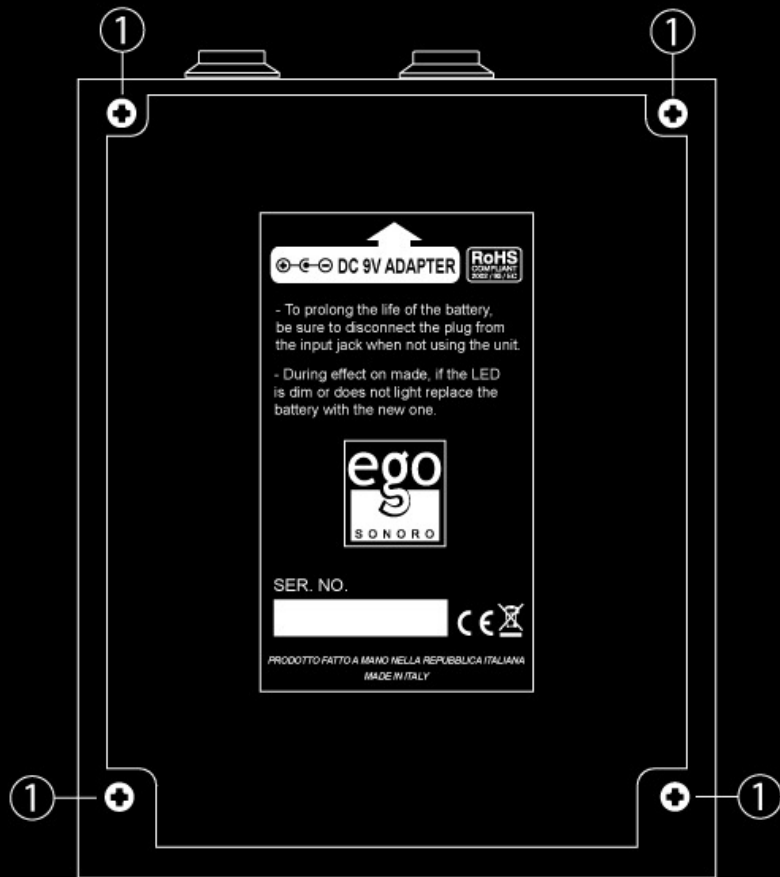 1
1
DC 9V ADAPTER
RoHS
COMPLIANT
2002 / 95 / EC
- To prolong the life of the battery,
be sure to disconnect the plug from
the input jack when not using the unit.
- During effect on made, if the LED
is dim or does not light replace the
battery with the new one.
ego
SONORO
SER. NO.
CE
PRODOTTO FATTO A MANO NELLA REPUBBLICA ITALIANA
MADE IN ITALY
1
1